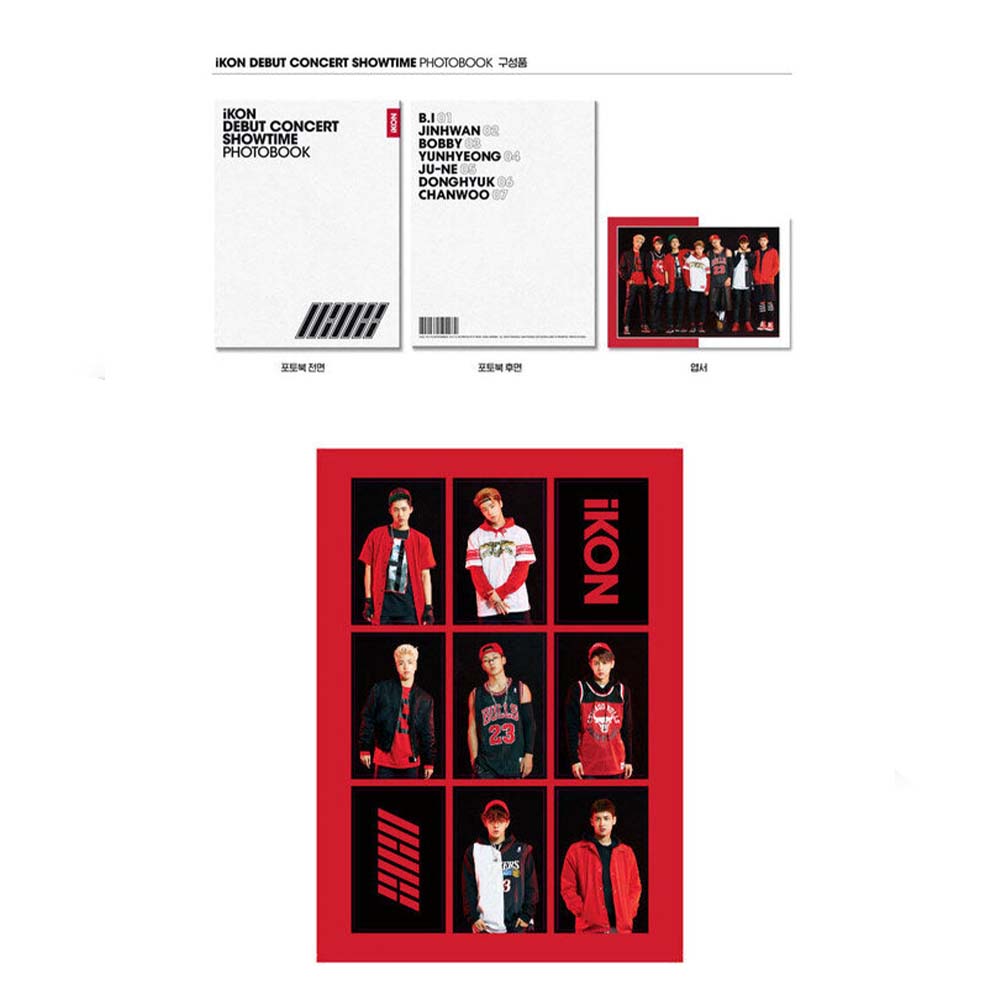 iKON DEBUT CONCERT SHOWTIME PHOTOBOOK 구성품
iKON
DEBUT CONCERT
SHOWTIME
PHOTOBOOK
iKON
B.I 01
JINHWAN 02
BOBBY 03
YUNHYEONG 04
JU-NE 05
DONGHYUK 06
CHANWOO 07
iKON
23
포토북 전면
포토북 후면
엽서
iKON
BULLS
23